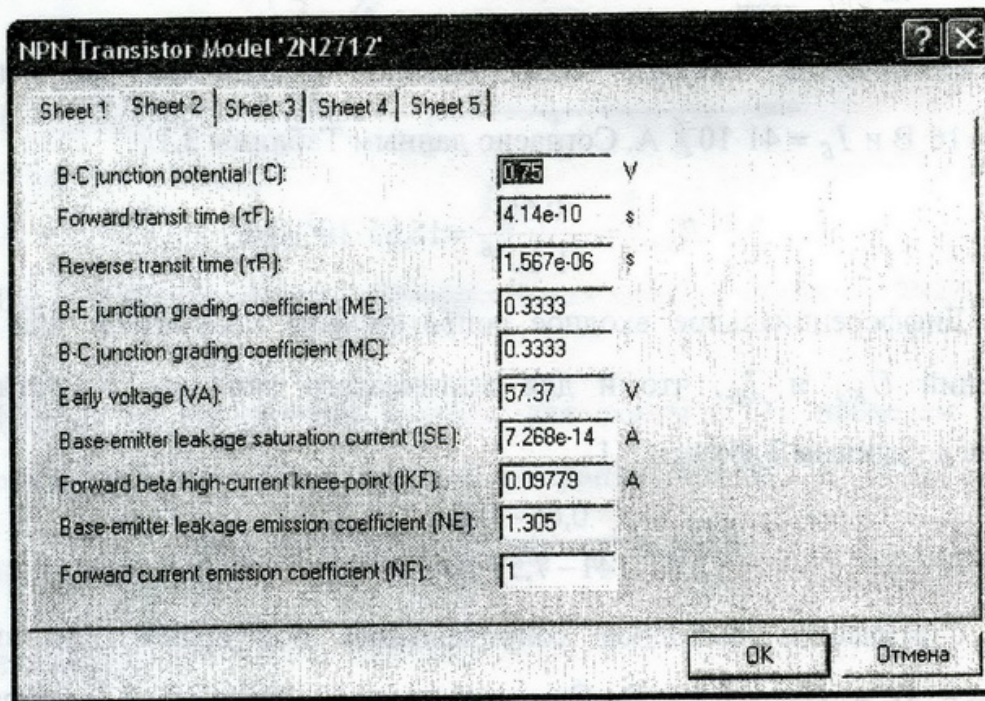 NPN Transistor Model '2N2712'
Sheet 1 Sheet 2 Sheet 3 Sheet 4 Sheet 5
B-C junction potential ( C): 0.75 V
Forward transit time (τF): 4.14e-10 s
Reverse transit time (τR): 1.567e-06 s
B-E junction grading coefficient (ME): 0.3333
B-C junction grading coefficient (MC): 0.3333
Early voltage (VA): 57.37 V
Base-emitter leakage saturation current (ISE): 7.268e-14 A
Forward beta high-current knee-point (IKF): 0.09779 A
Base-emitter leakage emission coefficient (NE): 1.305
Forward current emission coefficient (NF): 1
OK Отмена